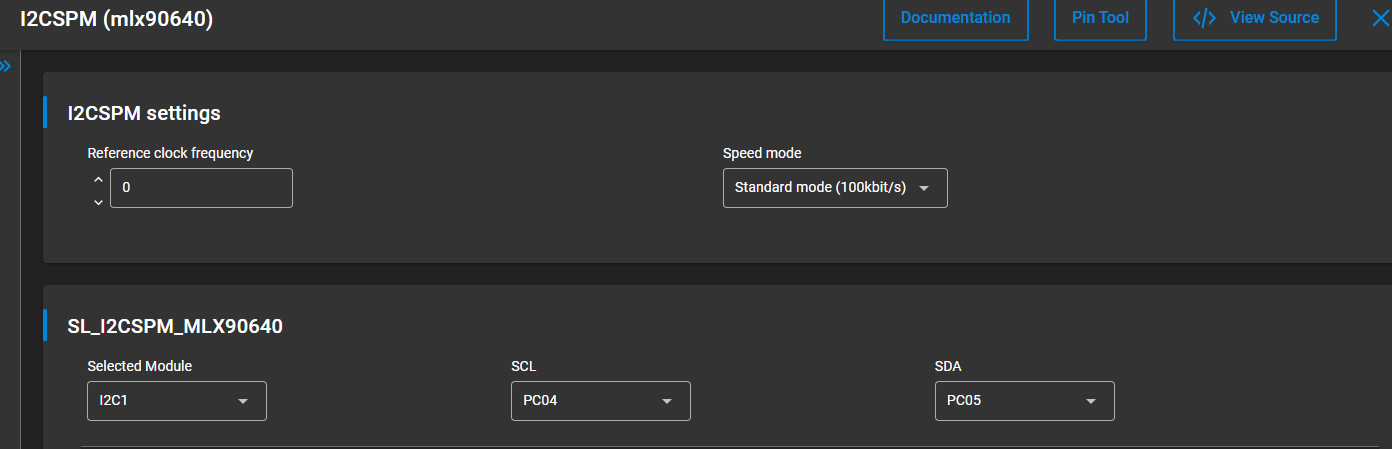 I2CSPM (mlx90640)
Documentation
Pin Tool
</> View Source
I2CSPM settings
Reference clock frequency
Speed mode
0
Standard mode (100kbit/s)
SL_I2CSPM_MLX90640
Selected Module
SCL
SDA
I2C1
PC04
PC05